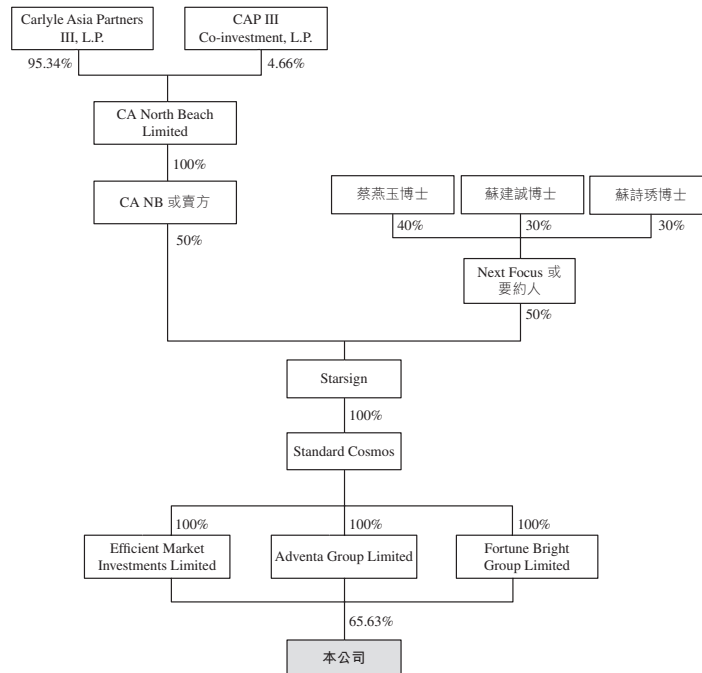 Carlyle Asia Partners
III, L.P.
CAP III
Co-investment, L.P.
95.34%
4.66%
CA North Beach
Limited
100%
CA NB 或賣方
50%
蔡燕玉博士
蘇建誠博士
蘇詩琇博士
40%
30%
30%
Next Focus 或
要約人
50%
Starsign
100%
Standard Cosmos
100%
100%
100%
Efficient Market
Investments Limited
Adventa Group Limited
Fortune Bright
Group Limited
65.63%
本公司